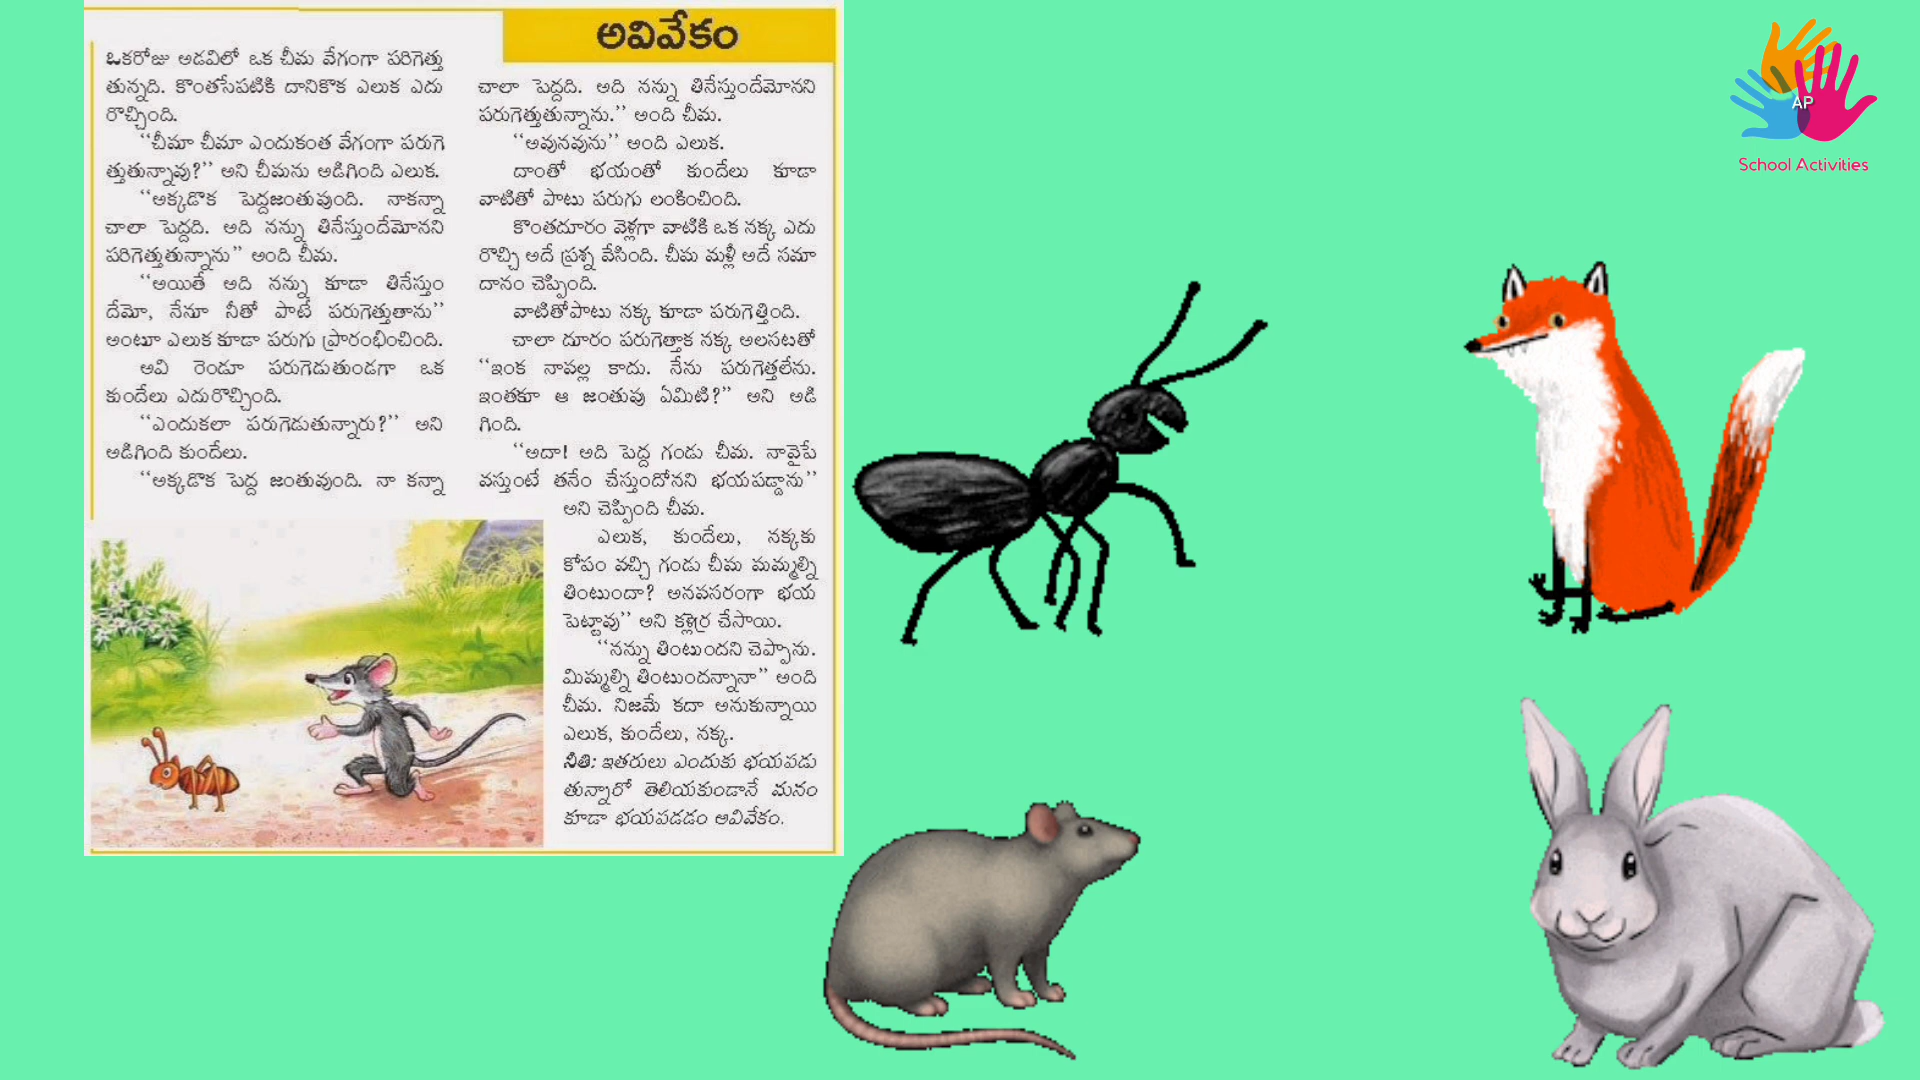 అవివేకం
ఒకరోజు అడవిలో ఒక చీమ వేగంగా పరిగెత్తు
తున్నది. కొంతసేపటికి దానికొక ఎలుక ఎదు
రొచ్చింది.
‘‘చీమా చీమా ఎందుకంత వేగంగా పరుగె
త్తుతున్నావు?’’ అని చీమను అడిగింది ఎలుక.
‘‘అక్కడొక పెద్దజంతువుంది. నాకన్నా
చాలా పెద్దది. అది నన్ను తినేస్తుందేమోనని
పరిగెత్తుతున్నాను’’ అంది చీమ.
‘‘అయితే అది నన్ను కూడా తినేస్తుం
దేమో, నేనూ నీతో పాటే పరుగెత్తుతాను’’
అంటూ ఎలుక కూడా పరుగు ప్రారంభించింది.
అవి రెండూ పరుగెడుతుండగా ఒక
కుందేలు ఎదురొచ్చింది.
‘‘ఎందుకలా పరుగెడుతున్నారు?’’ అని
అడిగింది కుందేలు.
‘‘అక్కడొక పెద్ద జంతువుంది. నా కన్నా
చాలా పెద్దది. అది నన్ను తినేస్తుందేమోనని
పరుగెత్తుతున్నాను.’’ అంది చీమ.
‘‘అవునవును’’ అంది ఎలుక.
దాంతో భయంతో కుందేలు కూడా
వాటితో పాటు పరుగు లంకించింది.
కొంతదూరం వెళ్లగా వాటికి ఒక నక్క ఎదు
రొచ్చి అదే ప్రశ్న వేసింది. చీమ మళ్లీ అదే సమా
దానం చెప్పింది.
వాటితోపాటు నక్క కూడా పరుగెత్తింది.
చాలా దూరం పరుగెత్తాక నక్క అలసటతో
‘‘ఇంక నావల్ల కాదు. నేను పరుగెత్తలేను.
ఇంతకూ ఆ జంతువు ఏమిటి?’’ అని అడి
గింది.
‘‘అదా! అది పెద్ద గండు చీమ. నావైపే
వస్తుంటే తనేం చేస్తుందోనని భయపడ్డాను’’
అని చెప్పింది చీమ.
ఎలుక, కుందేలు, నక్కకు
కోపం వచ్చి గండు చీమ మమ్మల్ని
తింటుందా? అనవసరంగా భయ
పెట్టావు’’ అని కళ్లెర్ర చేసాయి.
‘‘నన్ను తింటుందని చెప్పాను.
మిమ్మల్ని తింటుందన్నానా’’ అంది
చీమ. నిజమే కదా అనుకున్నాయి
ఎలుక, కుందేలు, నక్క.
నీతి: ఇతరులు ఎందుకు భయపడు
తున్నారో తెలియకుండానే మనం
కూడా భయపడడం అవివేకం.
AP
School Activities